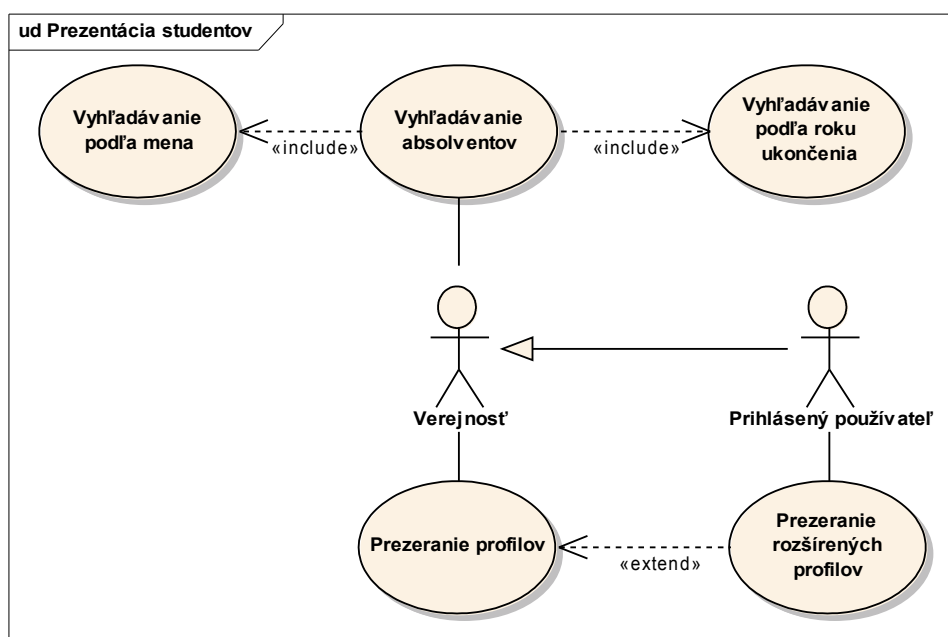 ud Prezentácia studentov
Vyhľadávanie
podľa mena
Vyhľadávanie
absolventov
Vyhľadávanie
podľa roku
ukončenia
«include»
«include»
Verejnosť
Prihlásený používateľ
Prezeranie profilov
Prezeranie
rozšírených
profilov
«extend»